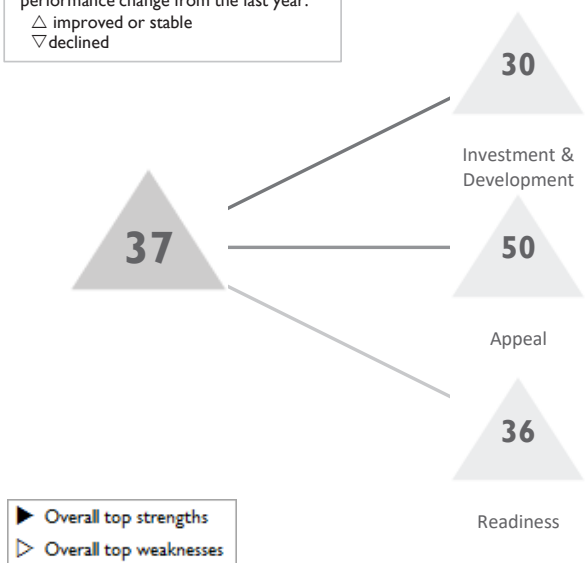 performance change from the last year:
△ improved or stable
▽ declined
30
Investment &
Development
37
50
Appeal
36
Readiness
▶ Overall top strengths
▷ Overall top weaknesses